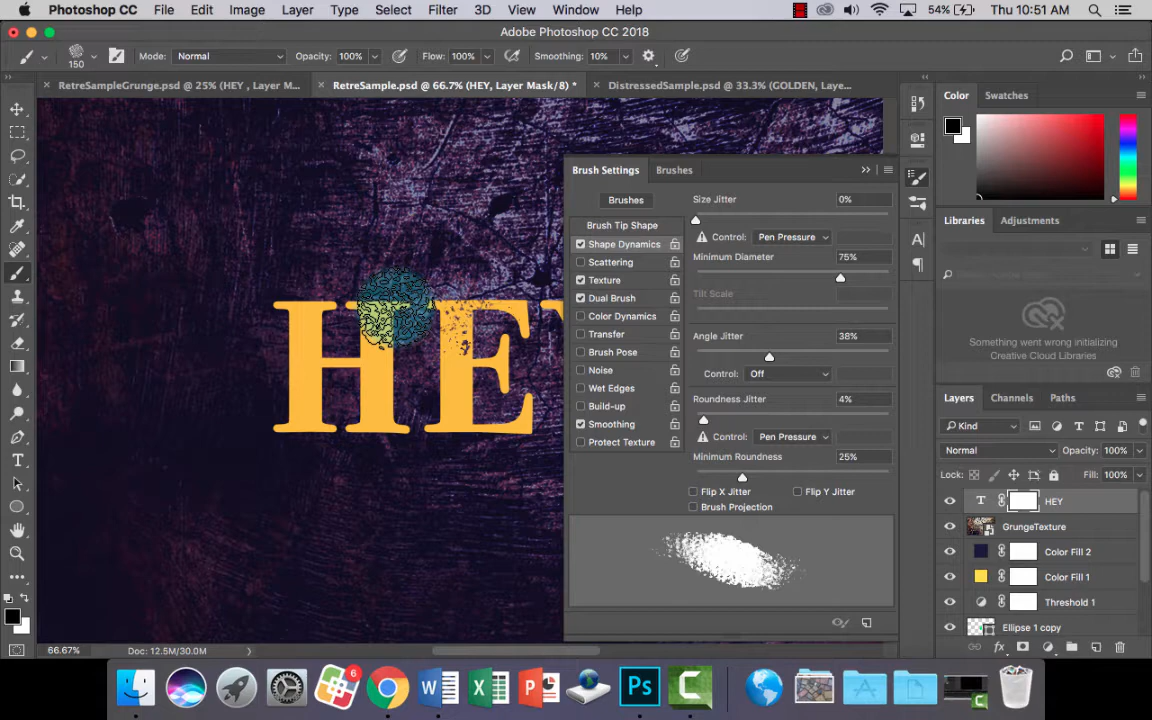 Photoshop CC File Edit Image Layer Type Select Filter 3D View Window Help 54% Thu 10:51 AM
Adobe Photoshop CC 2018
150 Mode: Normal Opacity: 100% Flow: 100% Smoothing: 10%
RetreSampleGrunge.psd @ 25% (HEY , Layer M... RetreSample.psd @ 66.7% (HEY, Layer Mask/8) * DistressedSample.psd @ 33.3% (GOLDEN, Laye...
HEY
Brush Settings Brushes
Brushes
Brush Tip Shape
Shape Dynamics
Scattering
Texture
Dual Brush
Color Dynamics
Transfer
Brush Pose
Noise
Wet Edges
Build-up
Smoothing
Protect Texture
Size Jitter 0%
Control: Pen Pressure
Minimum Diameter 75%
Tilt Scale
Angle Jitter 38%
Control: Off
Roundness Jitter 4%
Control: Pen Pressure
Minimum Roundness 25%
Flip X Jitter Flip Y Jitter
Brush Projection
Color Swatches
Libraries Adjustments
Something went wrong initializing
Creative Cloud Libraries
Layers Channels Paths
Kind
Normal Opacity: 100%
Lock: Fill: 100%
T HEY
GrungeTexture
Color Fill 2
Color Fill 1
Threshold 1
Ellipse 1 copy
fx
66.67% Doc: 12.5M/30.0M
6
W X P Ps C